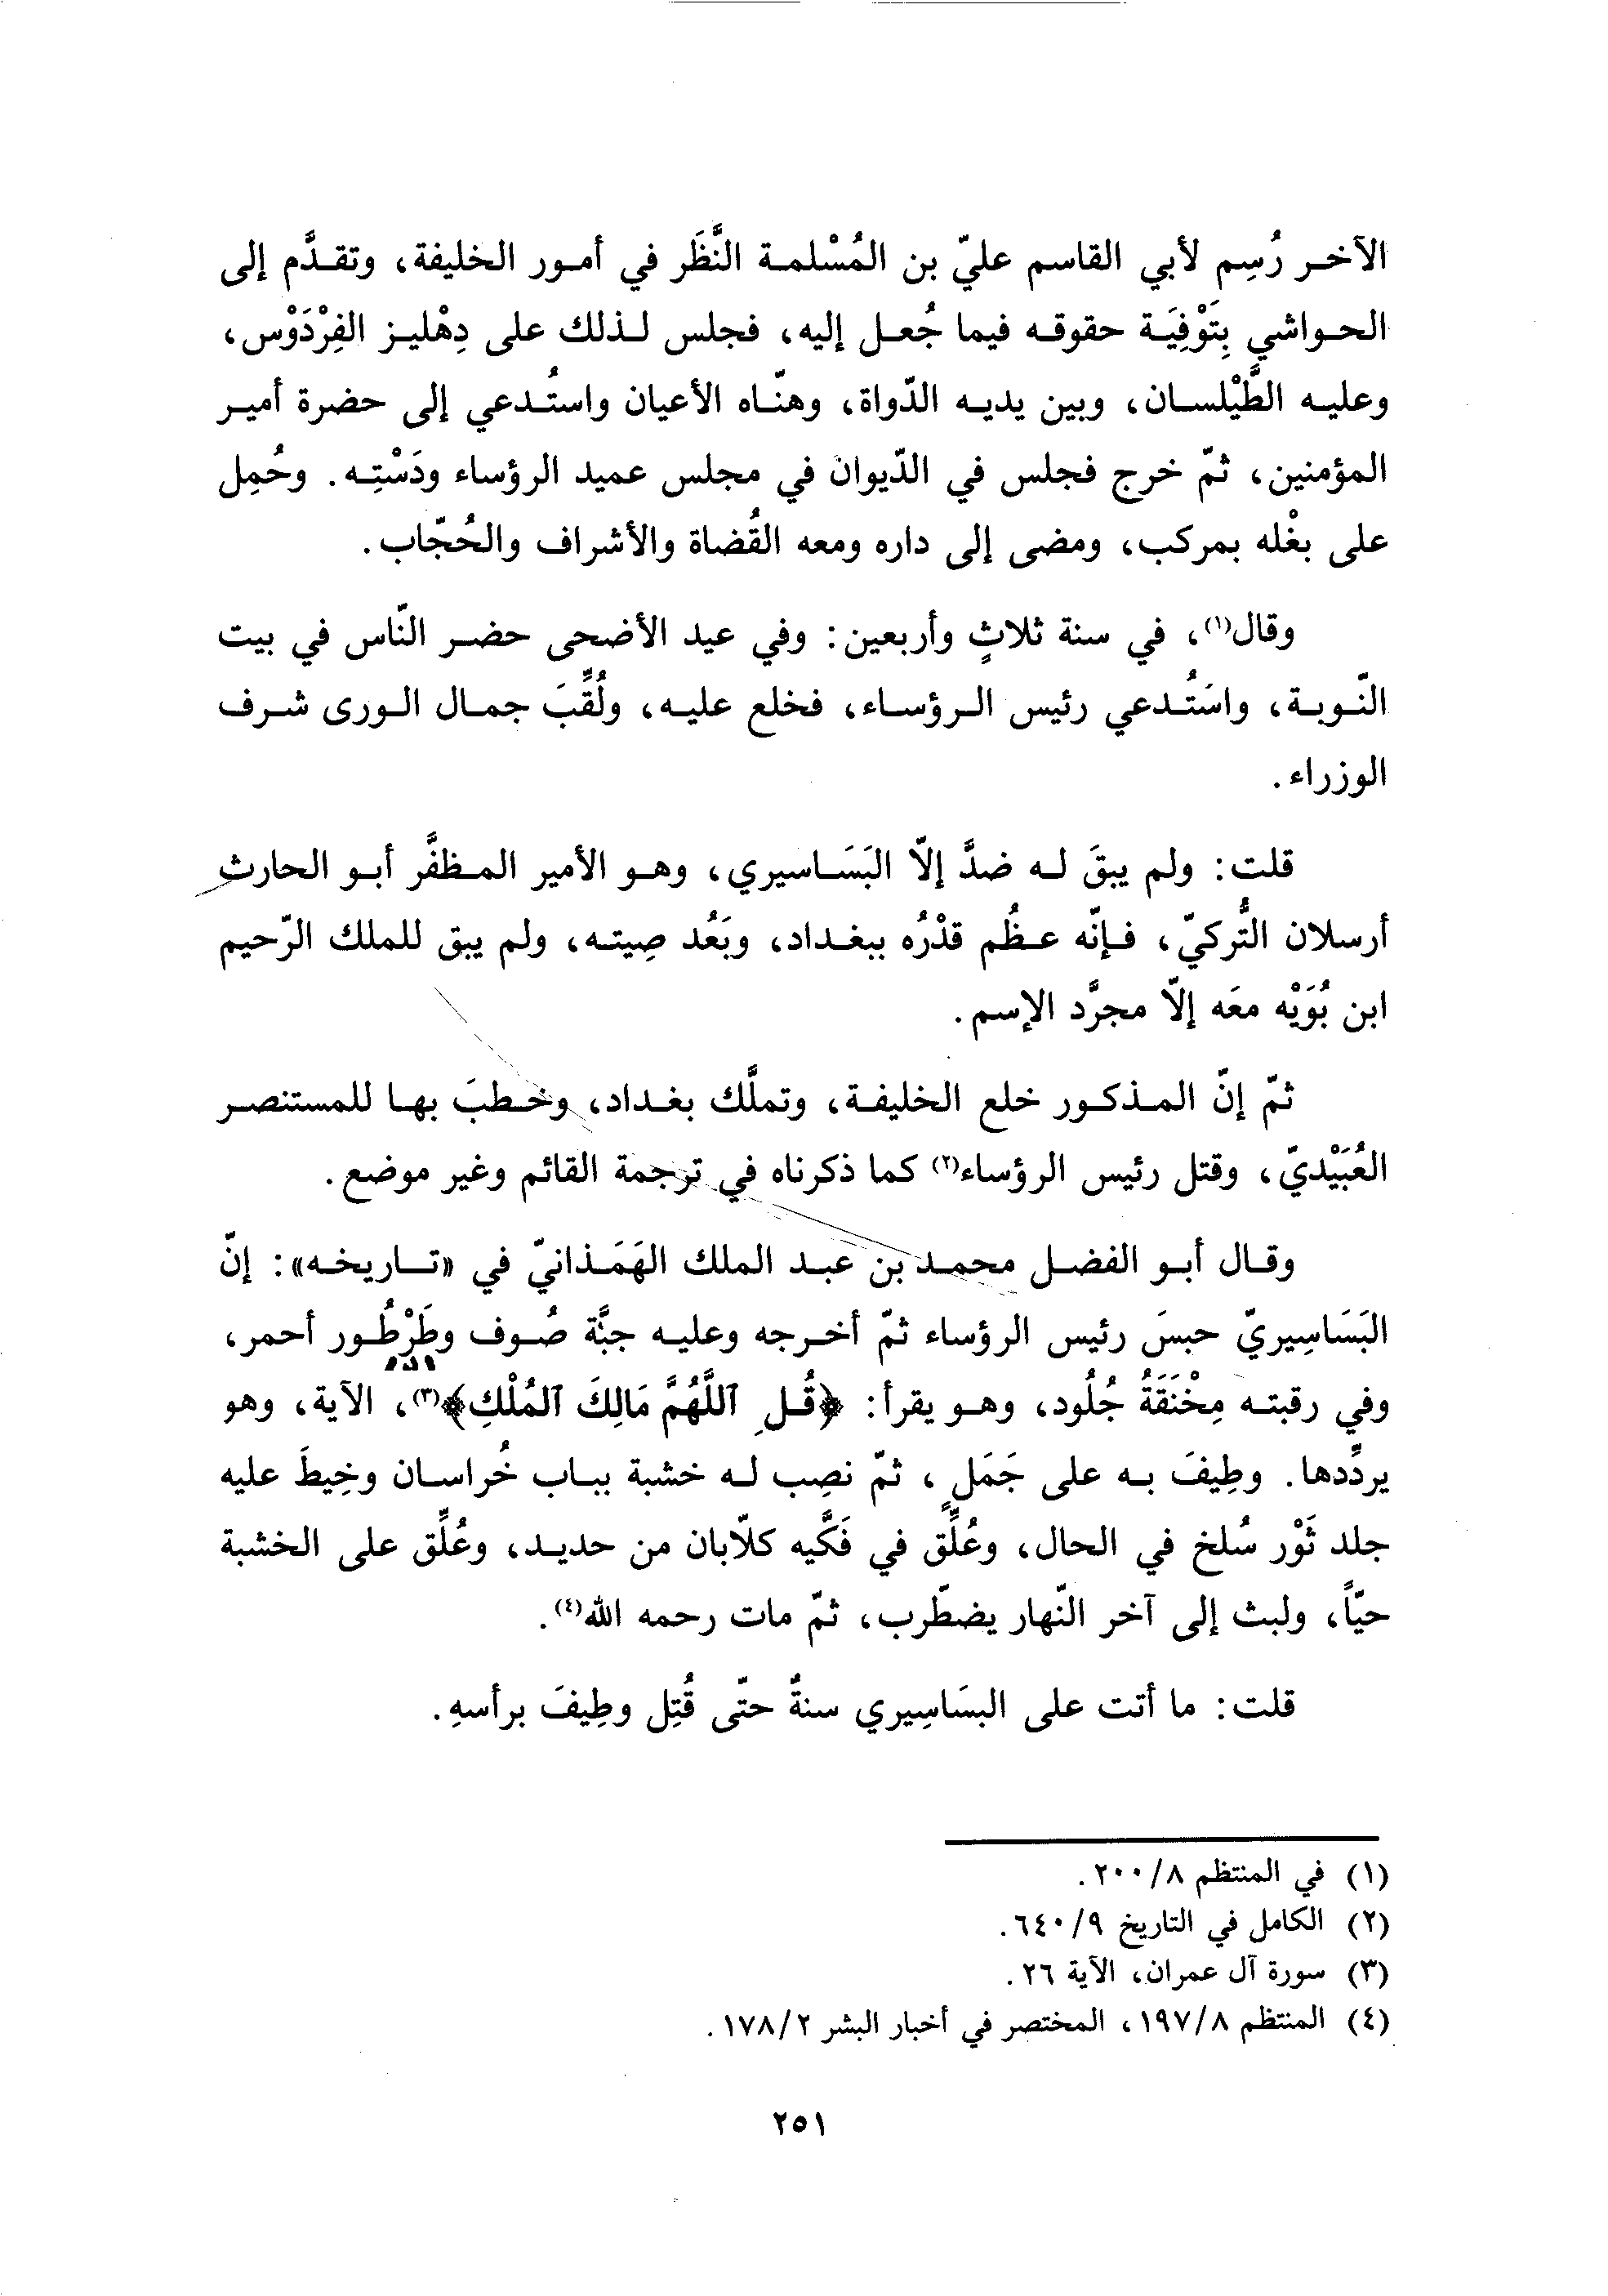 الآخر رُسِم لأبي القاسم عليّ بن المُسْلمة النَّظَر في أمور الخليفة، وتقدَّم إلى
الحواشي بِتَوْفِيَة حقوقه فيما جُعل إليه، فجلس لذلك على دِهْليز الفِرْدَوْس،
وعليه الطَّيْلسان، وبين يديه الدّواة، وهنّاه الأعيان واستُدعي إلى حضرة أمير
المؤمنين، ثمّ خرج فجلس في الدّيوان في مجلس عميد الرؤساء ودَسْتِه. وحُمِل
على بغْله بمركب، ومضى إلى داره ومعه القُضاة والأشراف والحُجّاب.
وقال(١)، في سنة ثلاثٍ وأربعين: وفي عيد الأضحى حضر النّاس في بيت
النّوبة، واسَتُدعي رئيس الرؤساء، فخلع عليه، ولُقِّبَ جمال الورى شرف
الوزراء.
قلت: ولم يبقَ له ضدَّ إلاّ البَسَاسيري، وهو الأمير المظفَّر أبو الحارث
أرسلان التُّركيّ، فإنّه عظُم قدْرُه ببغداد، وبَعُد صِيته، ولم يبق للملك الرّحيم
ابن بُوَيْه معَه إلاّ مجرَّد الإسم.
ثمّ إنّ المذكور خلع الخليفة، وتملَّك بغداد، وخطبَ بها للمستنصر
العُبَيْديّ، وقتل رئيس الرؤساء(٢) كما ذكرناه في ترجمة القائم وغير موضع.
وقال أبو الفضل محمد بن عبد الملك الهَمَذانيّ في «تاريخه»: إنّ
البَسَاسِيريّ حبسَ رئيس الرؤساء ثمّ أخرجه وعليه جبَّة صُوف وطَرْطُور أحمر،
وفي رقبته مِخْنَقَةُ جُلُود، وهو يقرأ: ﴿قُلِ ٱللَّهُمَّ مَالِكَ ٱلمُلْكِ﴾(٣)، الآية، وهو
يردِّدها. وطِيفَ به على جَمَلٍ، ثمّ نصِب له خشبة بباب خُراسان وخِيطَ عليه
جلد ثَوْر سُلخ في الحال، وعُلِّق في فَكَّيه كلاّبان من حديد، وعُلِّق على الخشبة
حيّاً، ولبث إلى آخر النّهار يضطّرب، ثمّ مات رحمه الله(٤).
قلت: ما أتت على البسَاسِيري سنةٌ حتّى قُتِل وطِيفَ برأسهِ.
(١) في المنتظم ٨/٢٠٠.
(٢) الكامل في التاريخ ٩/٦٤٠.
(٣) سورة آل عمران، الآية ٢٦.
(٤) المنتظم ٨/١٩٧، المختصر في أخبار البشر ٢/١٧٨.
٢٥١